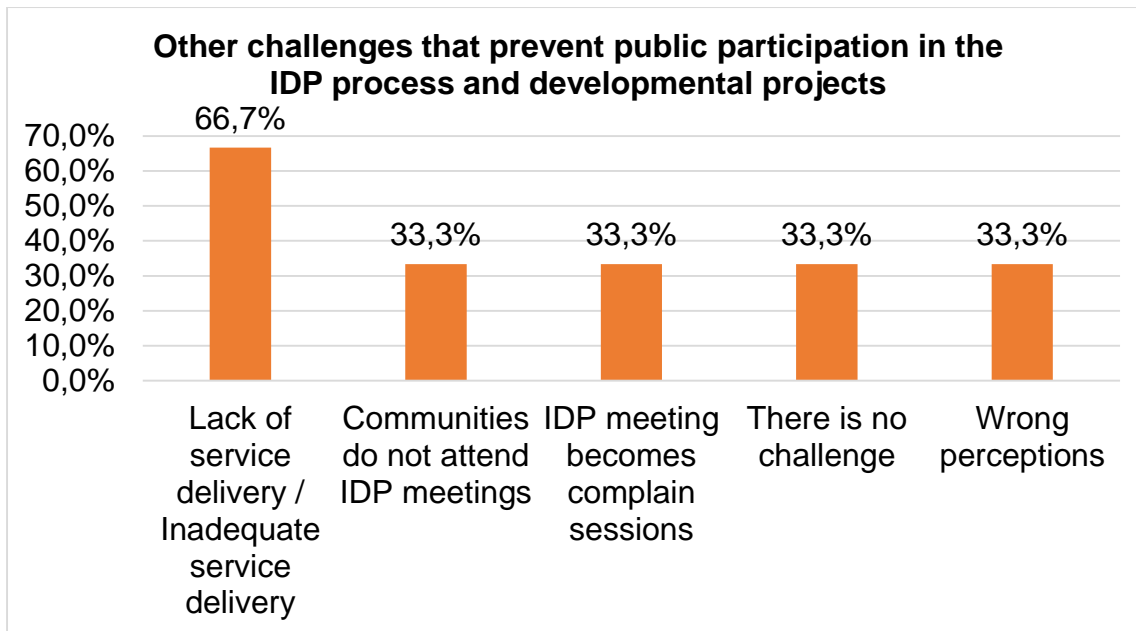 Other challenges that prevent public participation in the
IDP process and developmental projects
66,7%
70,0%
60,0%
50,0%
40,0%
30,0%
20,0%
10,0%
0,0%
33,3%
33,3%
33,3%
33,3%
Lack of
service
delivery /
Inadequate
service
delivery
Communities
do not attend
IDP meetings
IDP meeting
becomes
complain
sessions
There is no
challenge
Wrong
perceptions